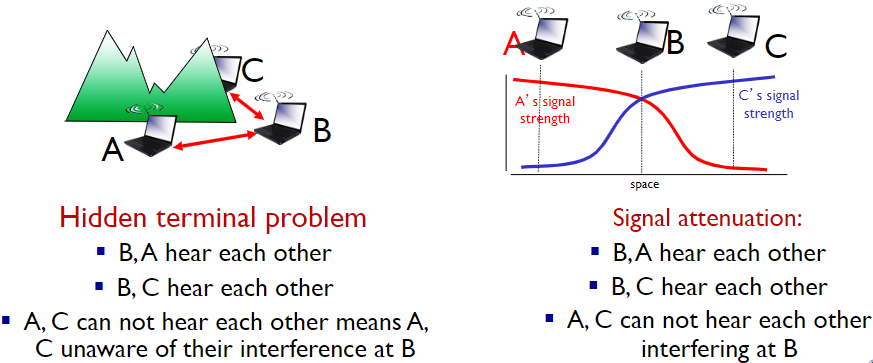 C
A
B
Hidden terminal problem
B, A hear each other
B, C hear each other
A, C can not hear each other means A,
C unaware of their interference at B
A
B
C
A's signal
strength
C's signal
strength
space
Signal attenuation:
B, A hear each other
B, C hear each other
A, C can not hear each other
interfering at B